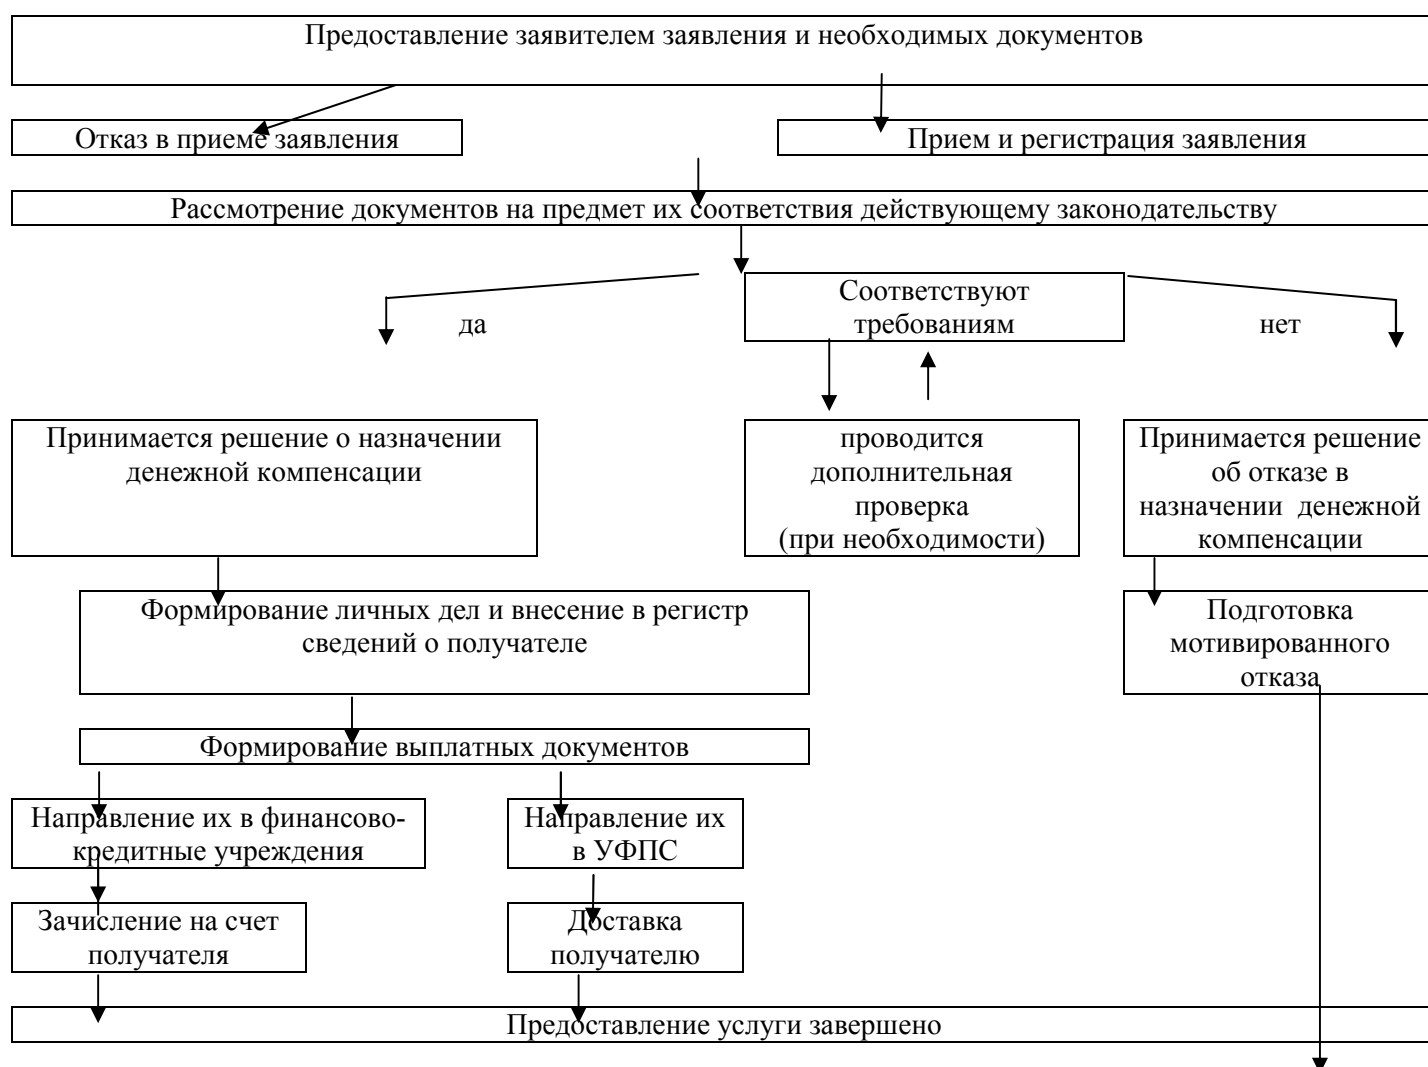 Предоставление заявителем заявления и необходимых документов
Отказ в приеме заявления
Прием и регистрация заявления
Рассмотрение документов на предмет их соответствия действующему законодательству
Соответствуют
требованиям
да
нет
Принимается решение о назначении
денежной компенсации
проводится
дополнительная
проверка
(при необходимости)
Принимается решение
об отказе в
назначении денежной
компенсации
Формирование личных дел и внесение в регистр
сведений о получателе
Подготовка
мотивированного
отказа
Формирование выплатных документов
Направление их в финансово-
кредитные учреждения
Направление их
в УФПС
Зачисление на счет
получателя
Доставка
получателю
Предоставление услуги завершено